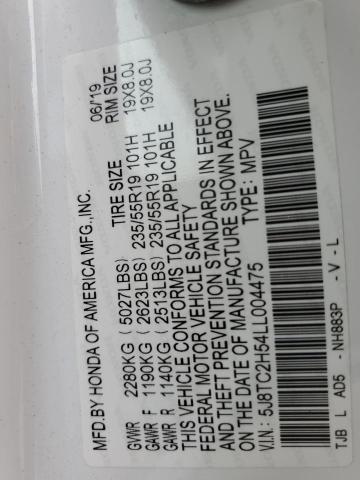 MFD.BY HONDA OF AMERICA MFG.,INC. 06/19
TIRE SIZE RIM SIZE
GVWR 2280KG (5027LBS)
GAWR F 1190KG (2623LBS) 235/55R19 101H 19X8.0J
GAWR R 1140KG (2513LBS) 235/55R19 101H 19X8.0J
THIS VEHICLE CONFORMS TO ALL APPLICABLE
FEDERAL MOTOR VEHICLE SAFETY
AND THEFT PREVENTION STANDARDS IN EFFECT
ON THE DATE OF MANUFACTURE SHOWN ABOVE.
V.I.N: 5J8TC2H54LL004475 TYPE: MPV
TJB L AD5 -NH883P -V -L